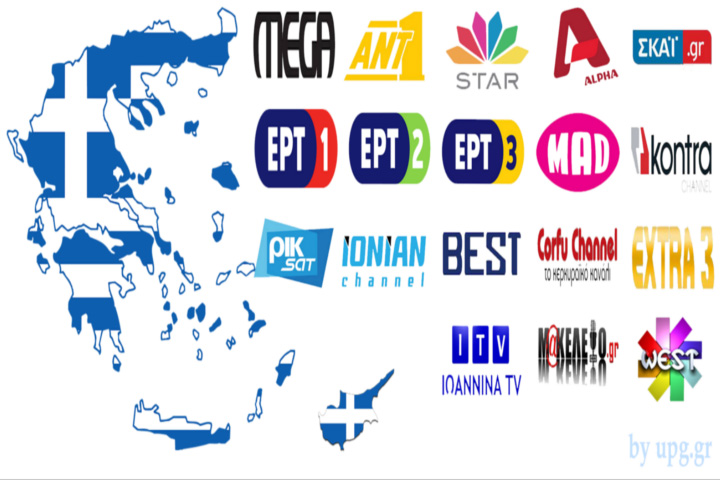 MEGA
ANT1
STAR
ALPHA
ΣΚΑΪ .gr
ΕΡΤ 1
ΕΡΤ 2
ΕΡΤ 3
MAD
kontra
CHANNEL
ΡΙΚ
SAT
IONIAN
channel
BEST
Corfu Channel
το κερκυραϊκό κανάλι
EXTRA 3
ITV
IOANNINA TV
M@ΚΕΛΕΙΟ.gr
WEST
by upg.gr